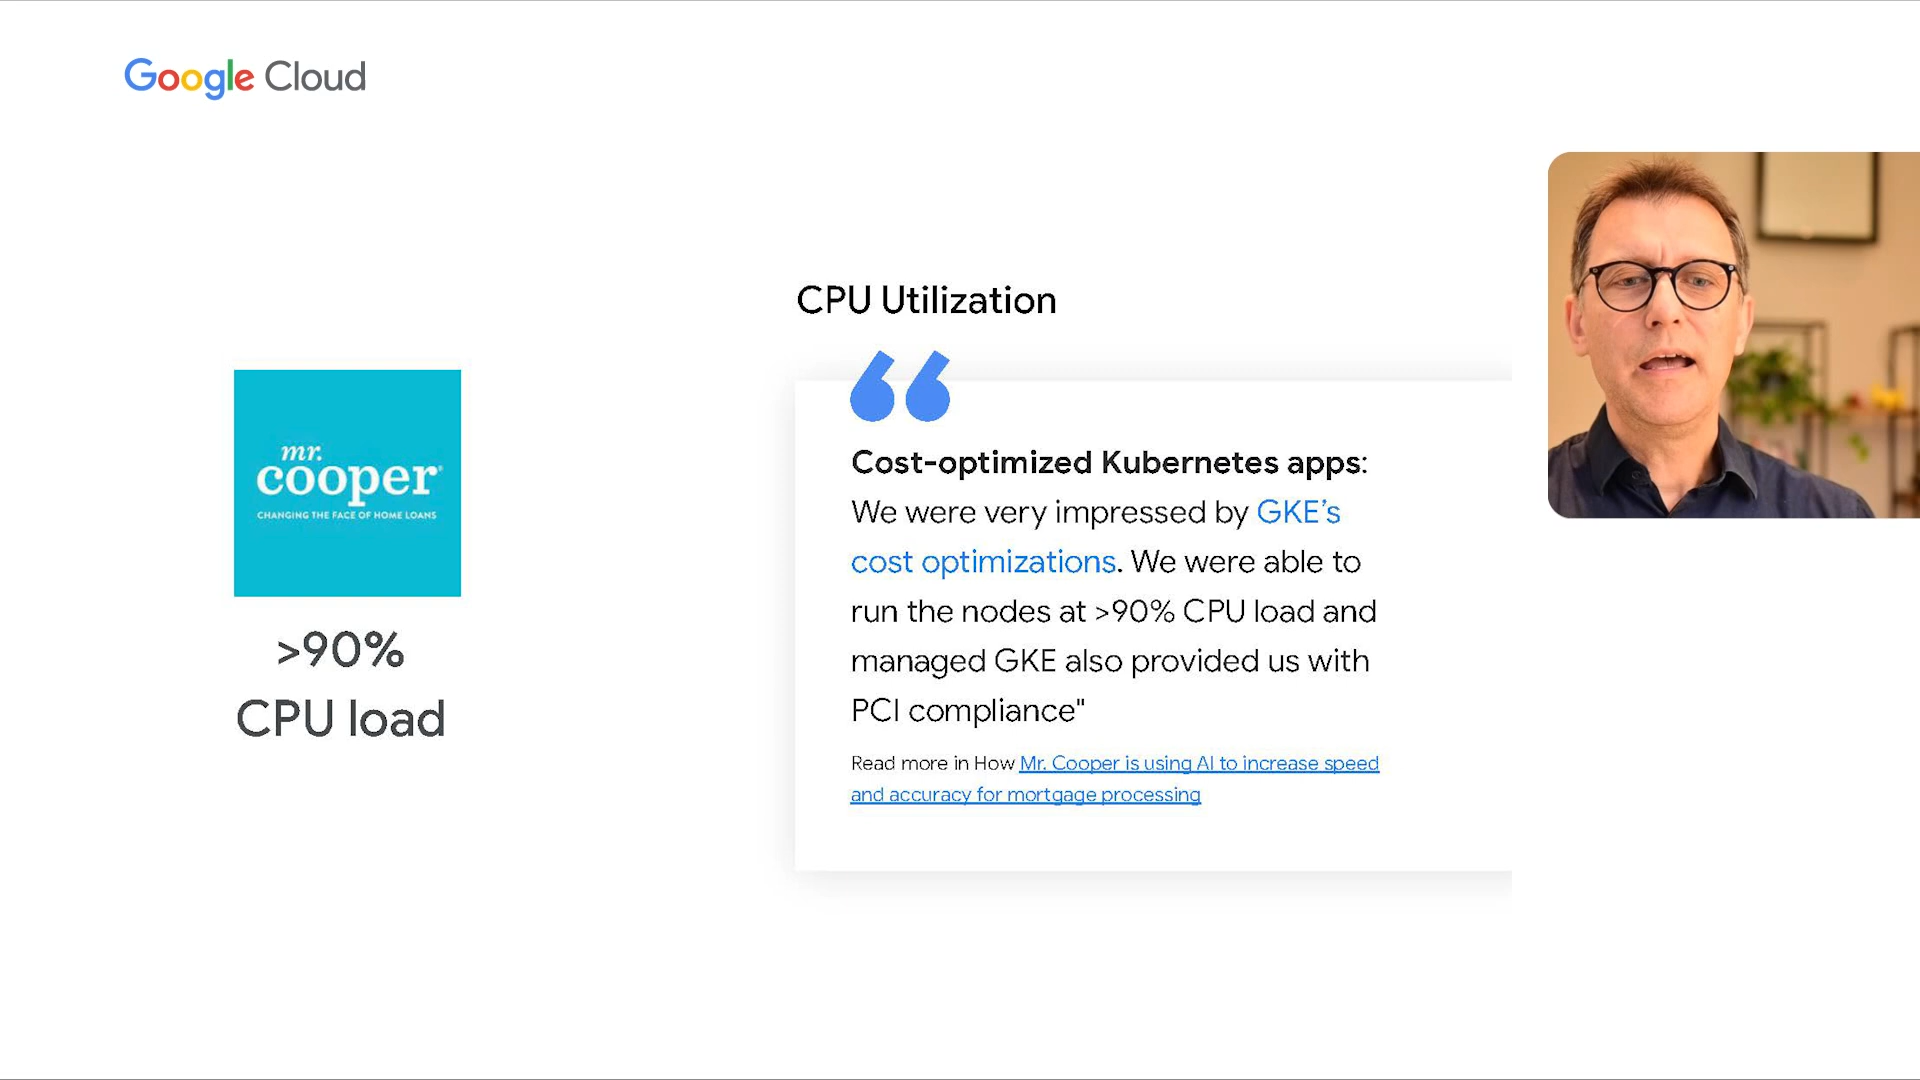 Google Cloud
CPU Utilization
mr.
cooper®
CHANGING THE FACE OF HOME LOANS
>90%
CPU load
Cost-optimized Kubernetes apps:
We were very impressed by GKE’s
cost optimizations. We were able to
run the nodes at >90% CPU load and
managed GKE also provided us with
PCI compliance"
Read more in How Mr. Cooper is using AI to increase speed
and accuracy for mortgage processing